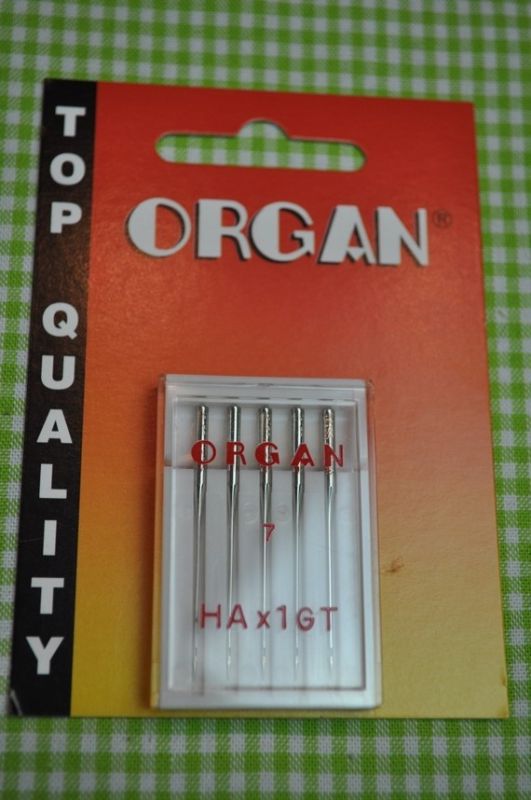 TOP QUALITY
ORGAN®
ORGAN
7
HAx1GT